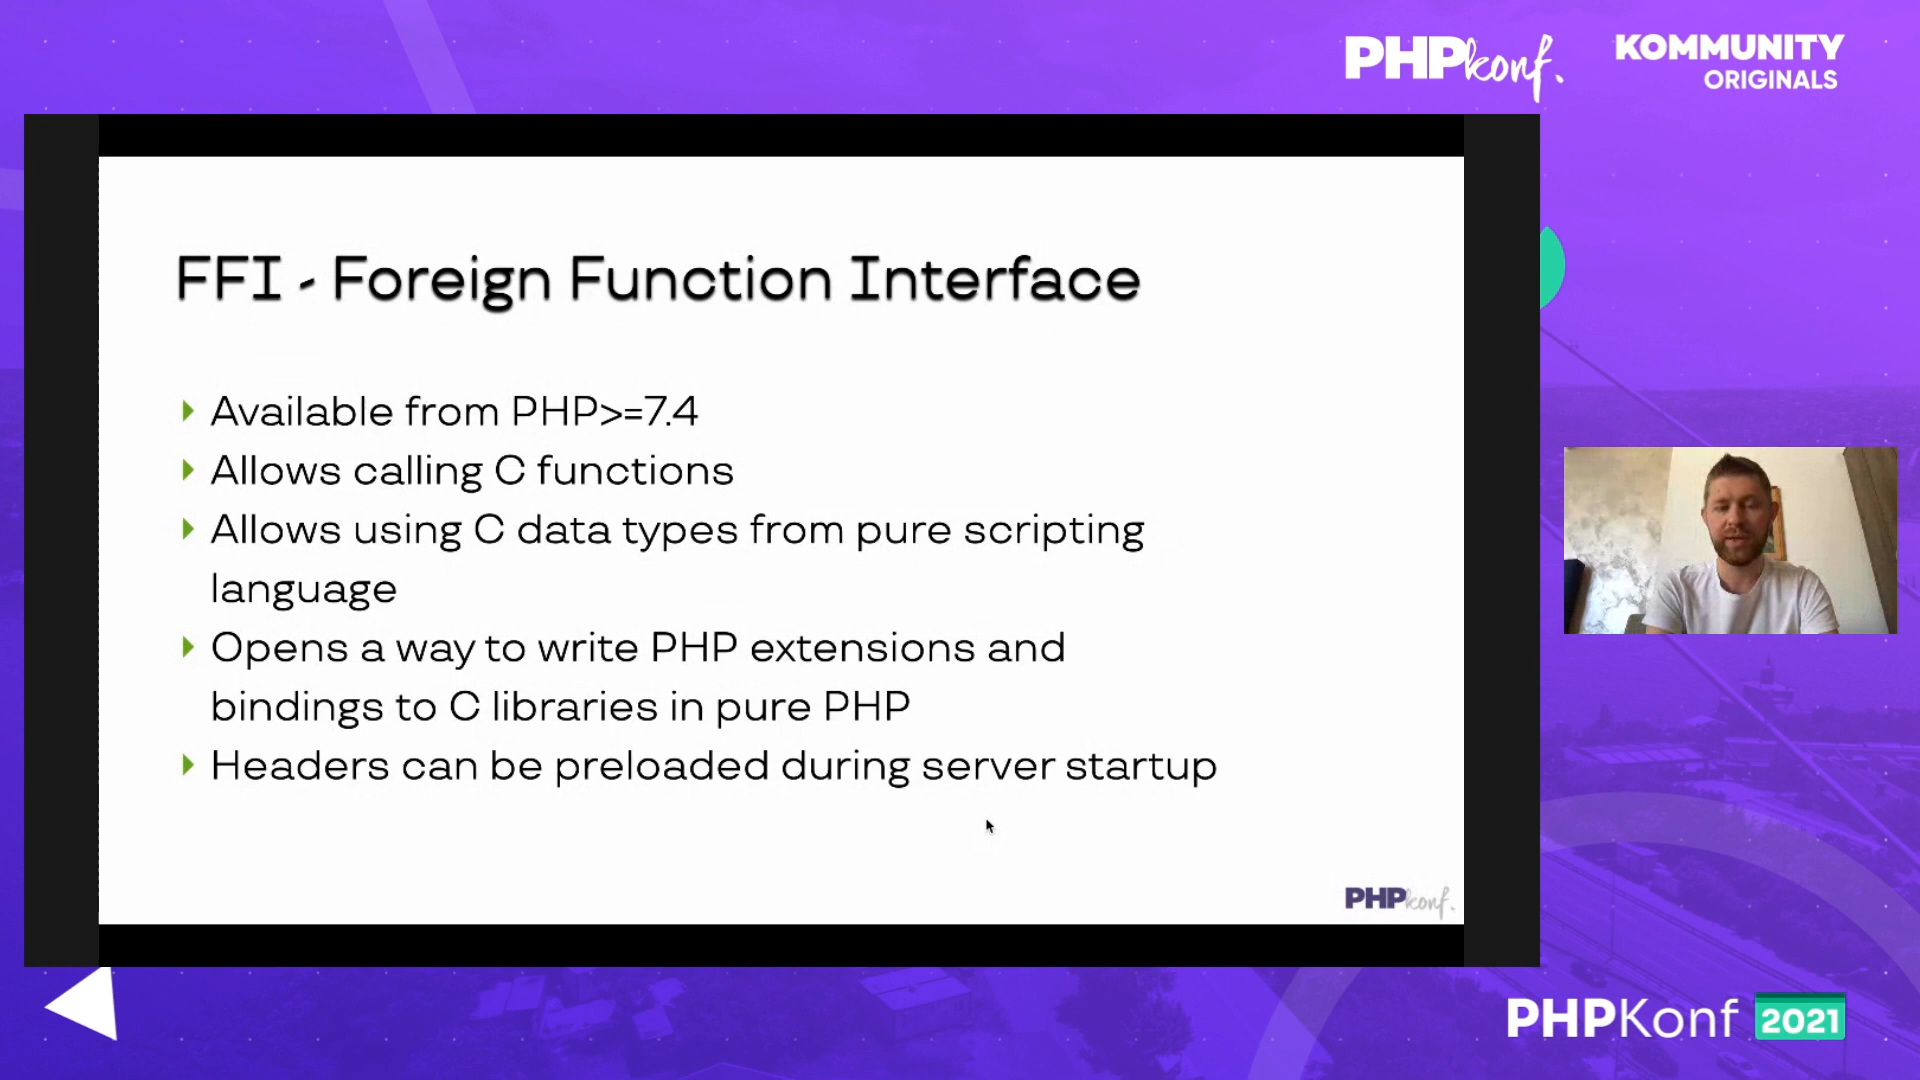 PHPkonf.
KOMMUNITY
ORIGINALS
FFI - Foreign Function Interface
Available from PHP>=7.4
Allows calling C functions
Allows using C data types from pure scripting
language
Opens a way to write PHP extensions and
bindings to C libraries in pure PHP
Headers can be preloaded during server startup
PHPkonf.
PHPKonf 2021